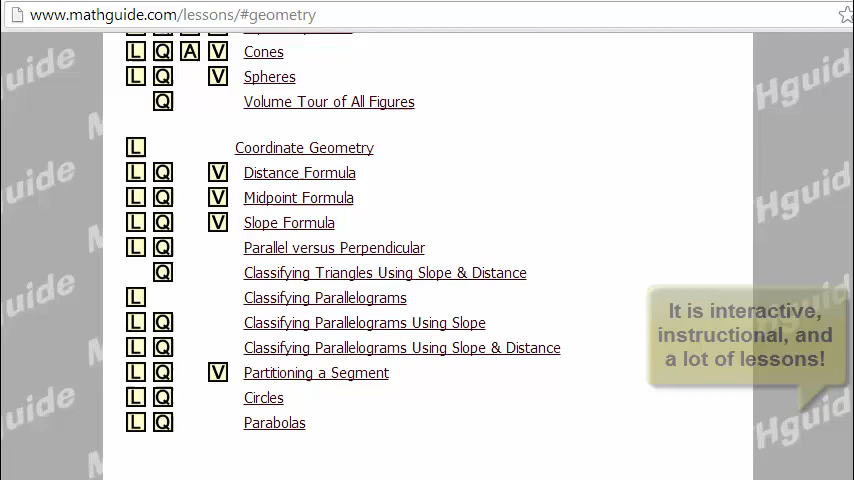 www.mathguide.com/lessons/#geometry
L Q A V Cones
L Q V Spheres
Q Volume Tour of All Figures
L Coordinate Geometry
L Q V Distance Formula
L Q V Midpoint Formula
L Q V Slope Formula
L Q Parallel versus Perpendicular
Q Classifying Triangles Using Slope & Distance
L Classifying Parallelograms
L Q Classifying Parallelograms Using Slope
L Q Classifying Parallelograms Using Slope & Distance
L Q V Partitioning a Segment
L Q Circles
L Q Parabolas
It is interactive,
instructional, and
a lot of lessons!